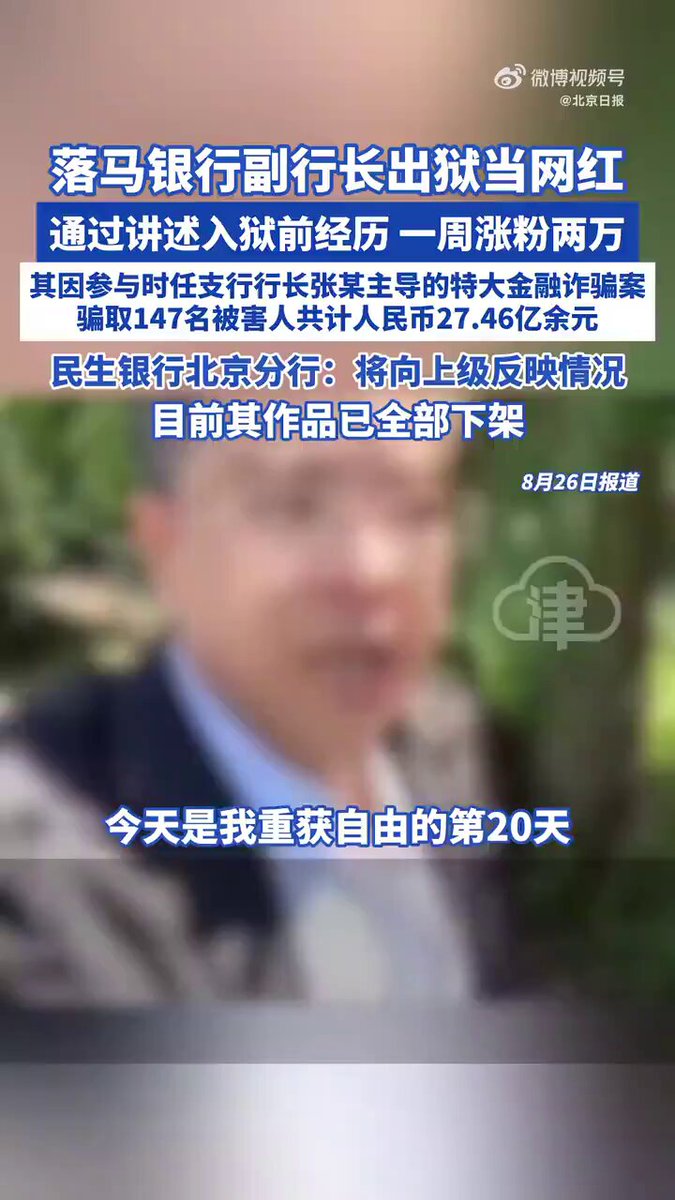 微博视频号
@北京日报
落马银行副行长出狱当网红
通过讲述入狱前经历 一周涨粉两万
其因参与时任支行行长张某主导的特大金融诈骗案
骗取147名被害人共计人民币27.46亿余元
民生银行北京分行：将向上级反映情况
目前其作品已全部下架
8月26日报道
津
今天是我重获自由的第20天